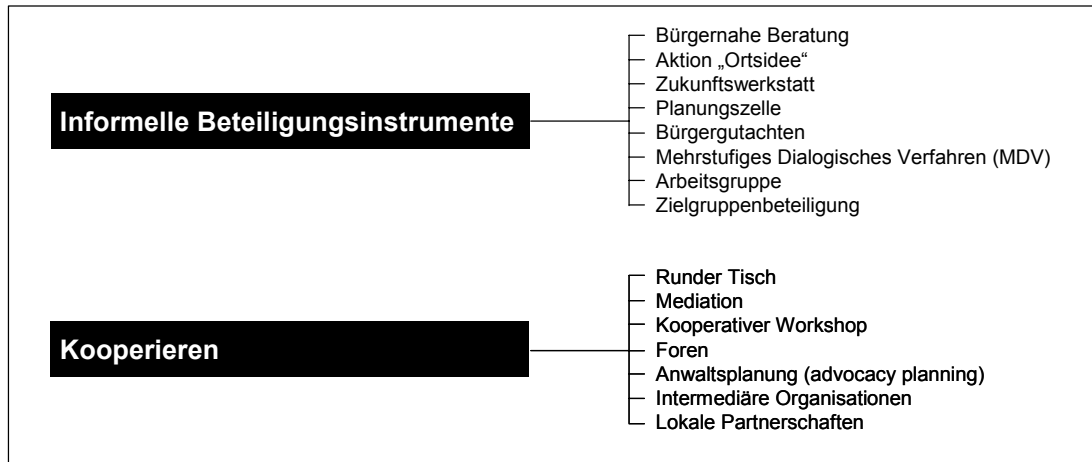 Informelle Beteiligungsinstrumente
Bürgernahe Beratung
Aktion „Ortsidee“
Zukunftswerkstatt
Planungszelle
Bürgergutachten
Mehrstufiges Dialogisches Verfahren (MDV)
Arbeitsgruppe
Zielgruppenbeteiligung
Kooperieren
Runder Tisch
Mediation
Kooperativer Workshop
Foren
Anwaltsplanung (advocacy planning)
Intermediäre Organisationen
Lokale Partnerschaften